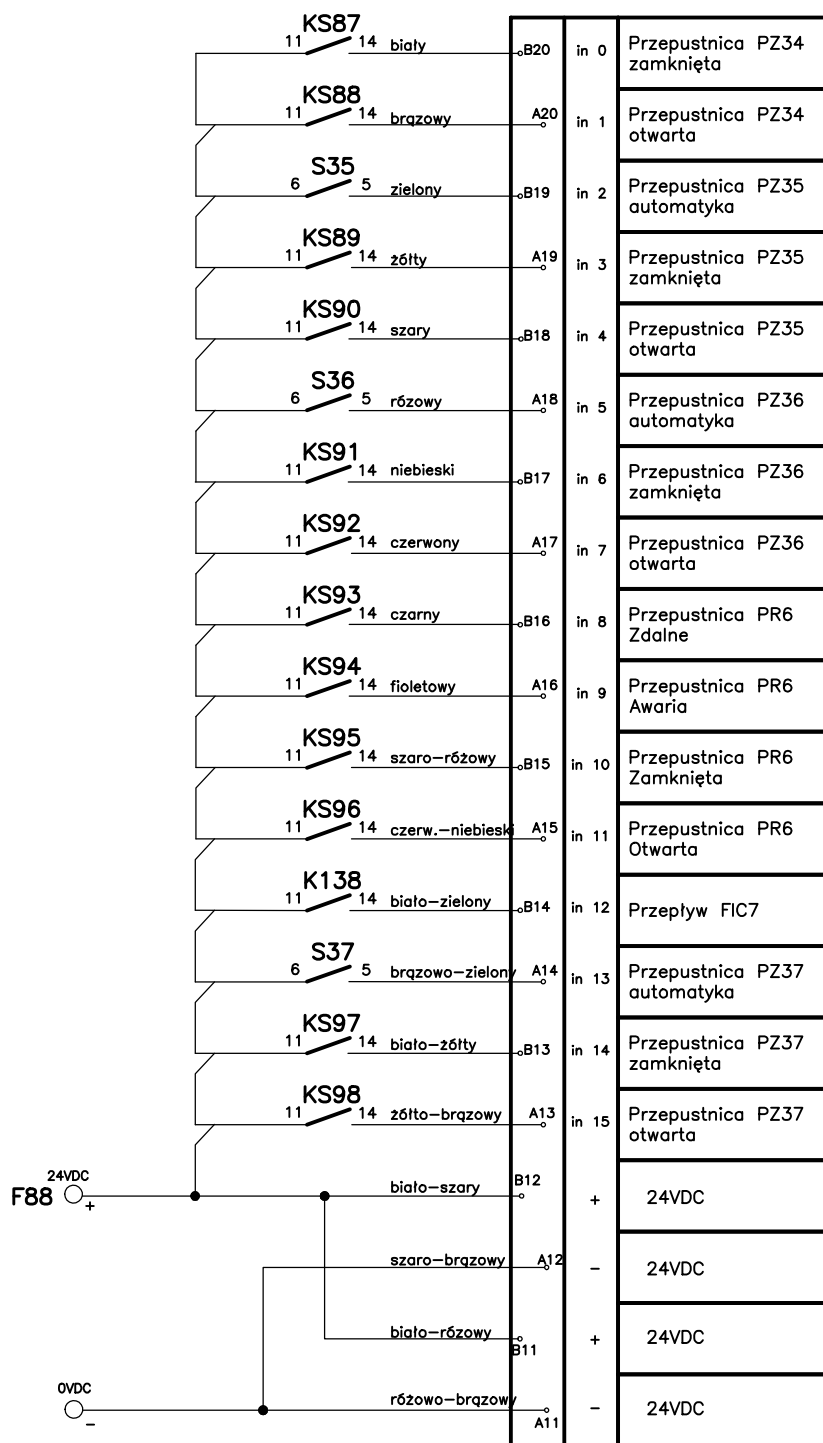 KS87
11 14 biały B20 in 0 Przepustnica PZ34
zamknięta
KS88
11 14 brązowy A20 in 1 Przepustnica PZ34
otwarta
S35
6 5 zielony B19 in 2 Przepustnica PZ35
automatyka
KS89
11 14 żółty A19 in 3 Przepustnica PZ35
zamknięta
KS90
11 14 szary B18 in 4 Przepustnica PZ35
otwarta
S36
6 5 różowy A18 in 5 Przepustnica PZ36
automatyka
KS91
11 14 niebieski B17 in 6 Przepustnica PZ36
zamknięta
KS92
11 14 czerwony A17 in 7 Przepustnica PZ36
otwarta
KS93
11 14 czarny B16 in 8 Przepustnica PR6
Zdalne
KS94
11 14 fioletowy A16 in 9 Przepustnica PR6
Awaria
KS95
11 14 szaro-różowy B15 in 10 Przepustnica PR6
Zamknięta
KS96
11 14 czerw.-niebieski A15 in 11 Przepustnica PR6
Otwarta
K138
11 14 biało-zielony B14 in 12 Przepływ FIC7
S37
6 5 brązowo-zielony A14 in 13 Przepustnica PZ37
automatyka
KS97
11 14 biało-żółty B13 in 14 Przepustnica PZ37
zamknięta
KS98
11 14 żółto-brązowy A13 in 15 Przepustnica PZ37
otwarta
F88 24VDC + biało-szary B12 + 24VDC
szaro-brązowy A12 - 24VDC
biało-różowy B11 + 24VDC
0VDC - różowo-brązowy A11 - 24VDC